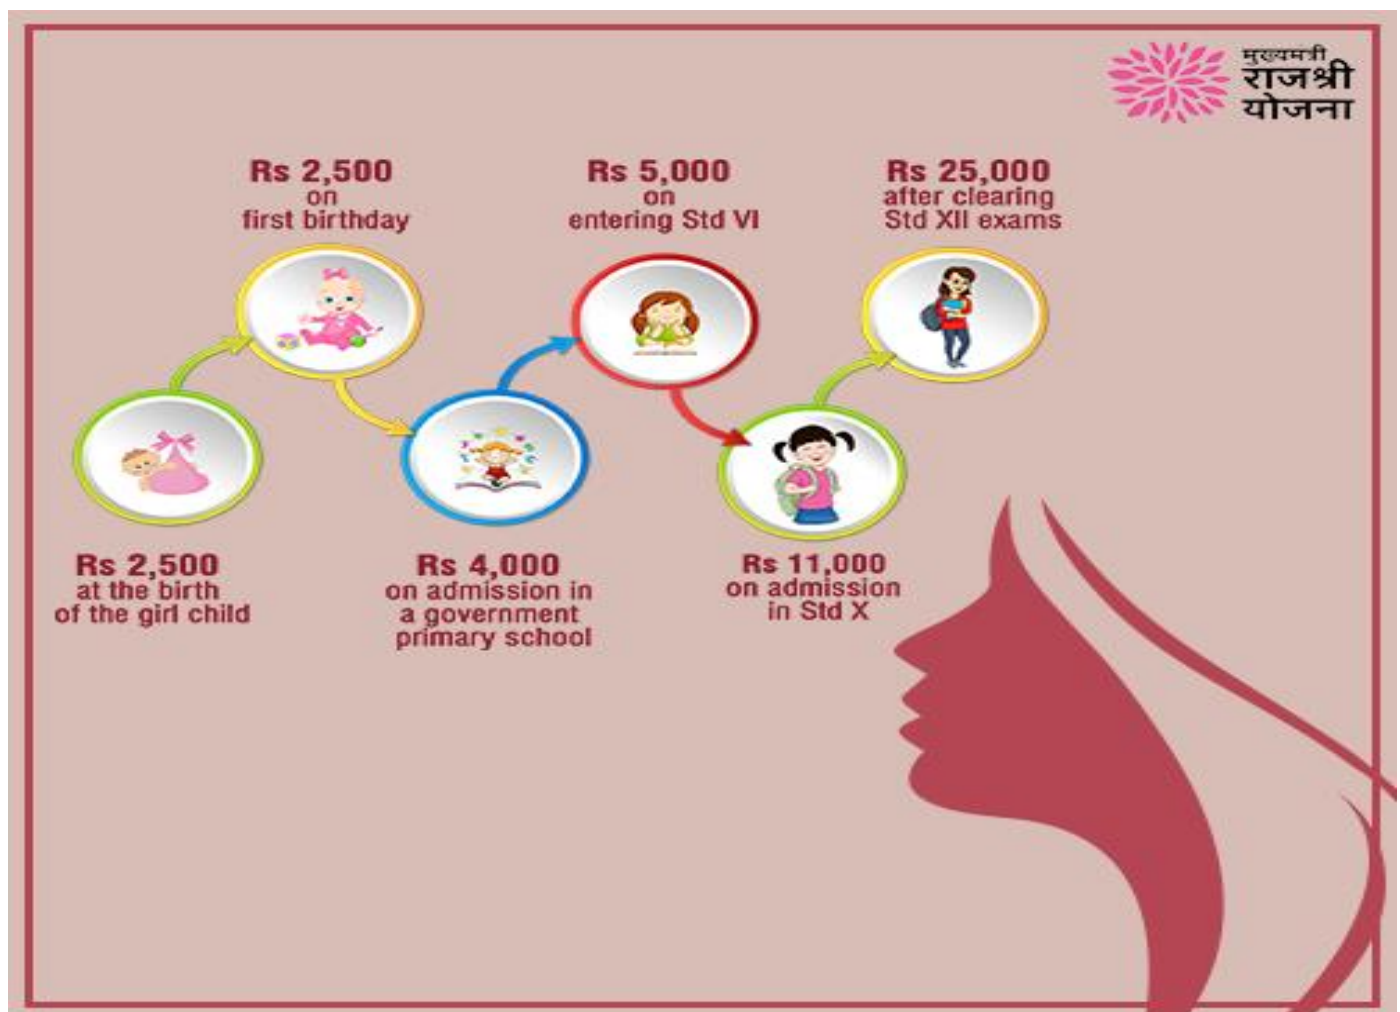 मुख्यमंत्री
राजश्री
योजना
Rs 2,500
on
first birthday
Rs 5,000
on
entering Std VI
Rs 25,000
after clearing
Std XII exams
Rs 2,500
at the birth
of the girl child
Rs 4,000
on admission in
a government
primary school
Rs 11,000
on admission
in Std X